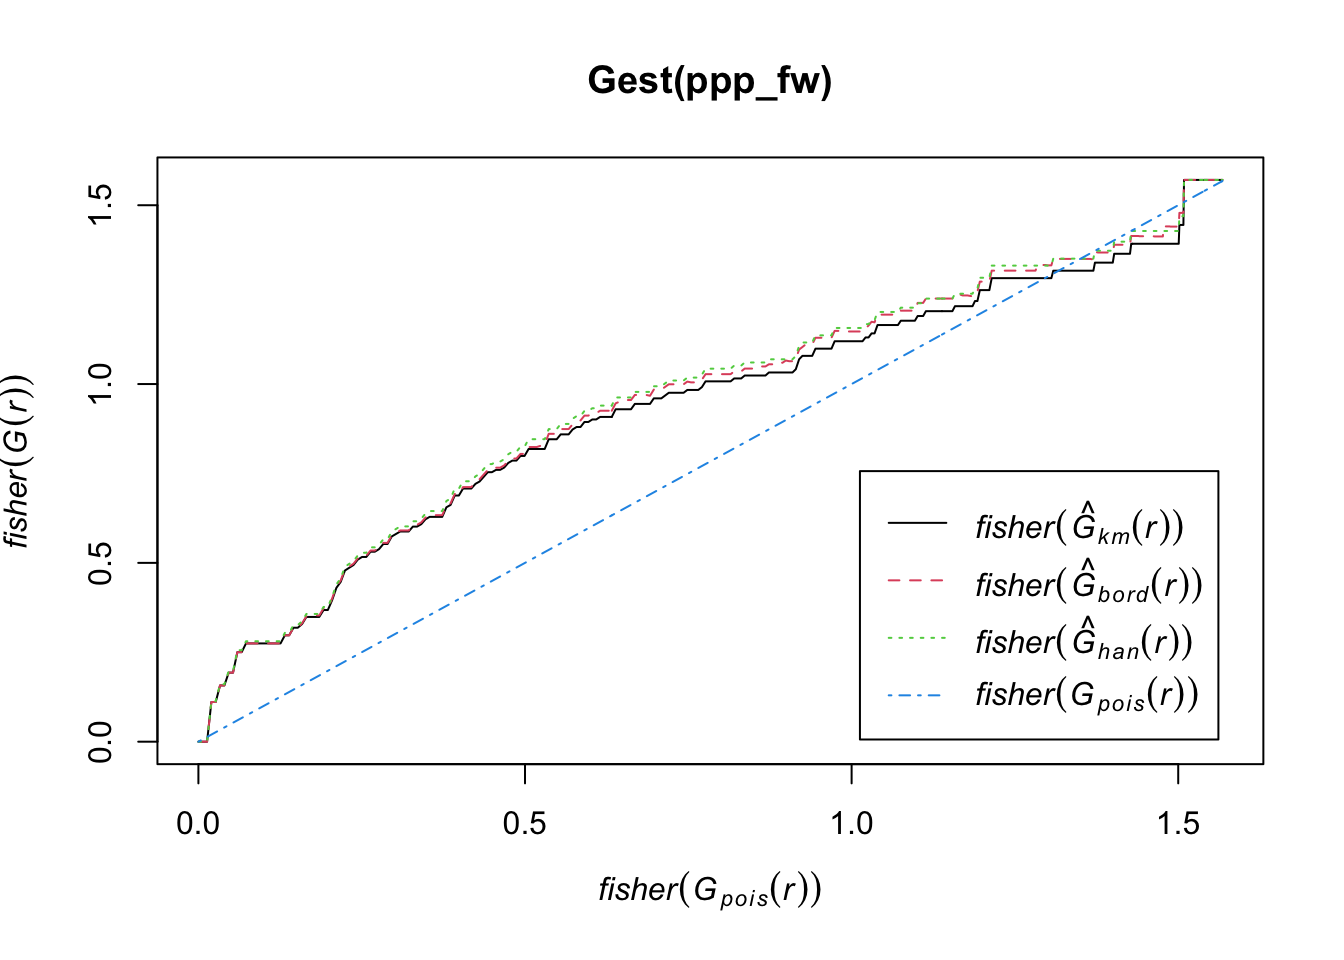 Gest(ppp_fw)
fisher(G(r))
1.5
1.0
0.5
0.0
fisher(Ĝkm(r))
fisher(Ĝbord(r))
fisher(Ĝhan(r))
fisher(Gpois(r))
0.0 0.5 1.0 1.5
fisher(Gpois(r))